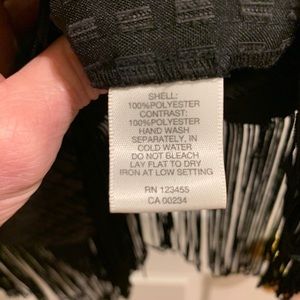 SHELL:
100%POLYESTER
CONTRAST:
100%POLYESTER
HAND WASH
SEPARATELY, IN
COLD WATER
DO NOT BLEACH
LAY FLAT TO DRY
IRON AT LOW SETTING
RN 123455
CA 00234